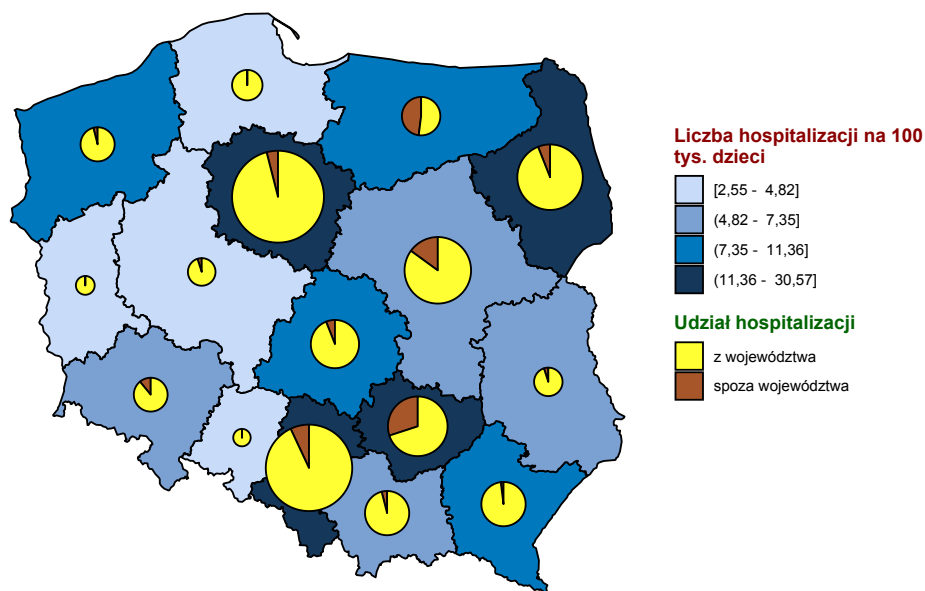 Liczba hospitalizacji na 100
tys. dzieci
[2,55 - 4,82]
(4,82 - 7,35]
(7,35 - 11,36]
(11,36 - 30,57]
Udział hospitalizacji
z województwa
spoza województwa